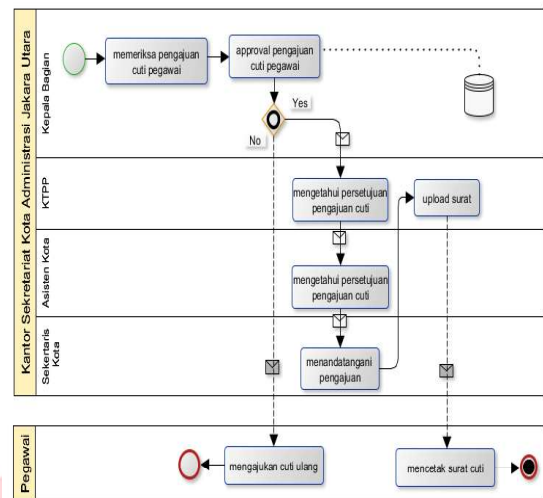 Kantor Sekretariat Kota Administrasi Jakara Utara
Kepala Bagian
memeriksa pengajuan
cuti pegawai
approval pengajuan
cuti pegawai
Yes
No
KTPP
mengetahui persetujuan
pengajuan cuti
upload surat
Asisten Kota
mengetahui persetujuan
pengajuan cuti
Sekertaris
Kota
menandatangani
pengajuan
Pegawai
mengajukan cuti ulang
mencetak surat cuti